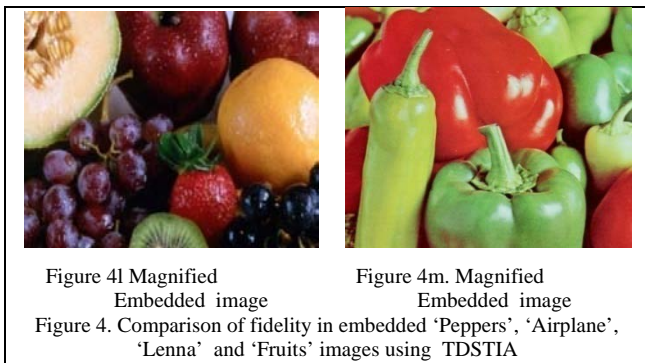 Figure 4l Magnified
Embedded image
Figure 4m. Magnified
Embedded image
Figure 4. Comparison of fidelity in embedded ‘Peppers’, ‘Airplane’,
‘Lenna’ and ‘Fruits’ images using TDSTIA